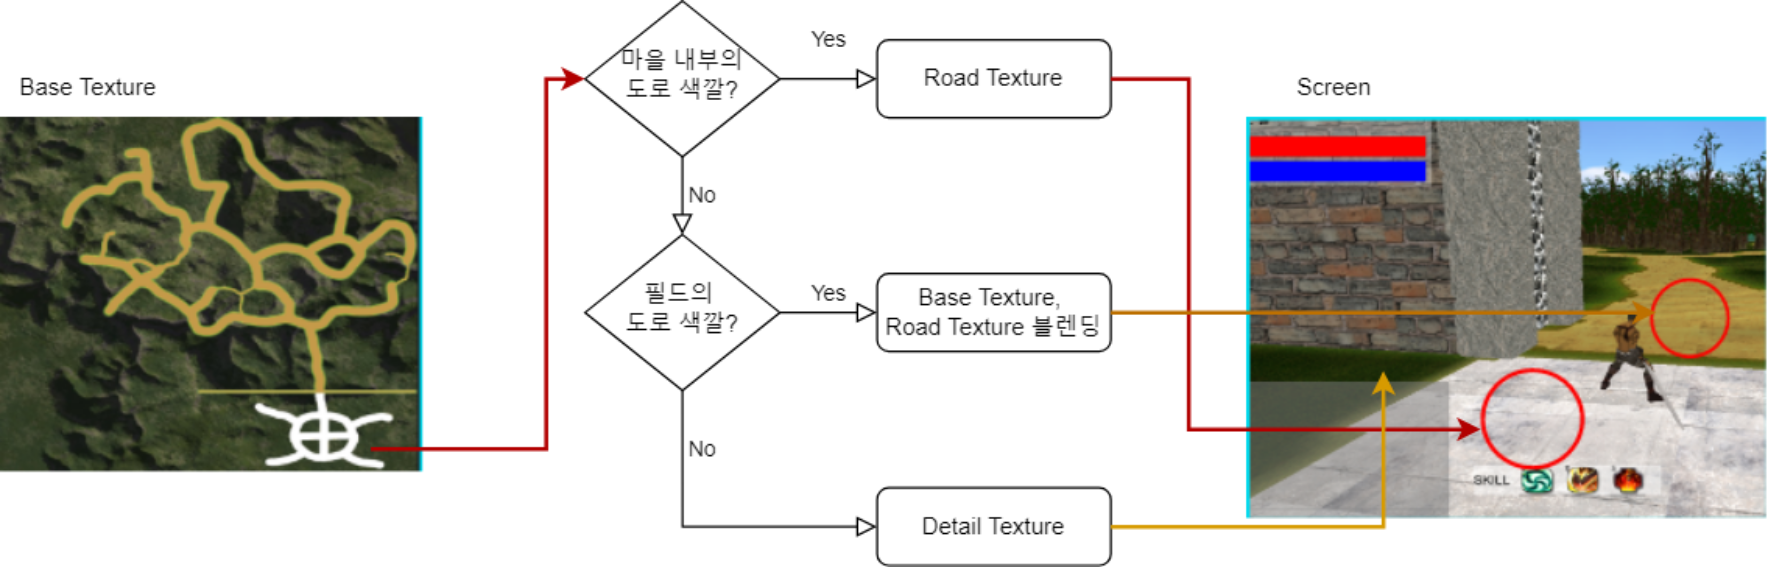 Base Texture
마을 내부의
도로 색깔?
Yes
Road Texture
Screen
No
필드의
도로 색깔?
Yes
Base Texture,
Road Texture 블렌딩
No
Detail Texture
SKILL